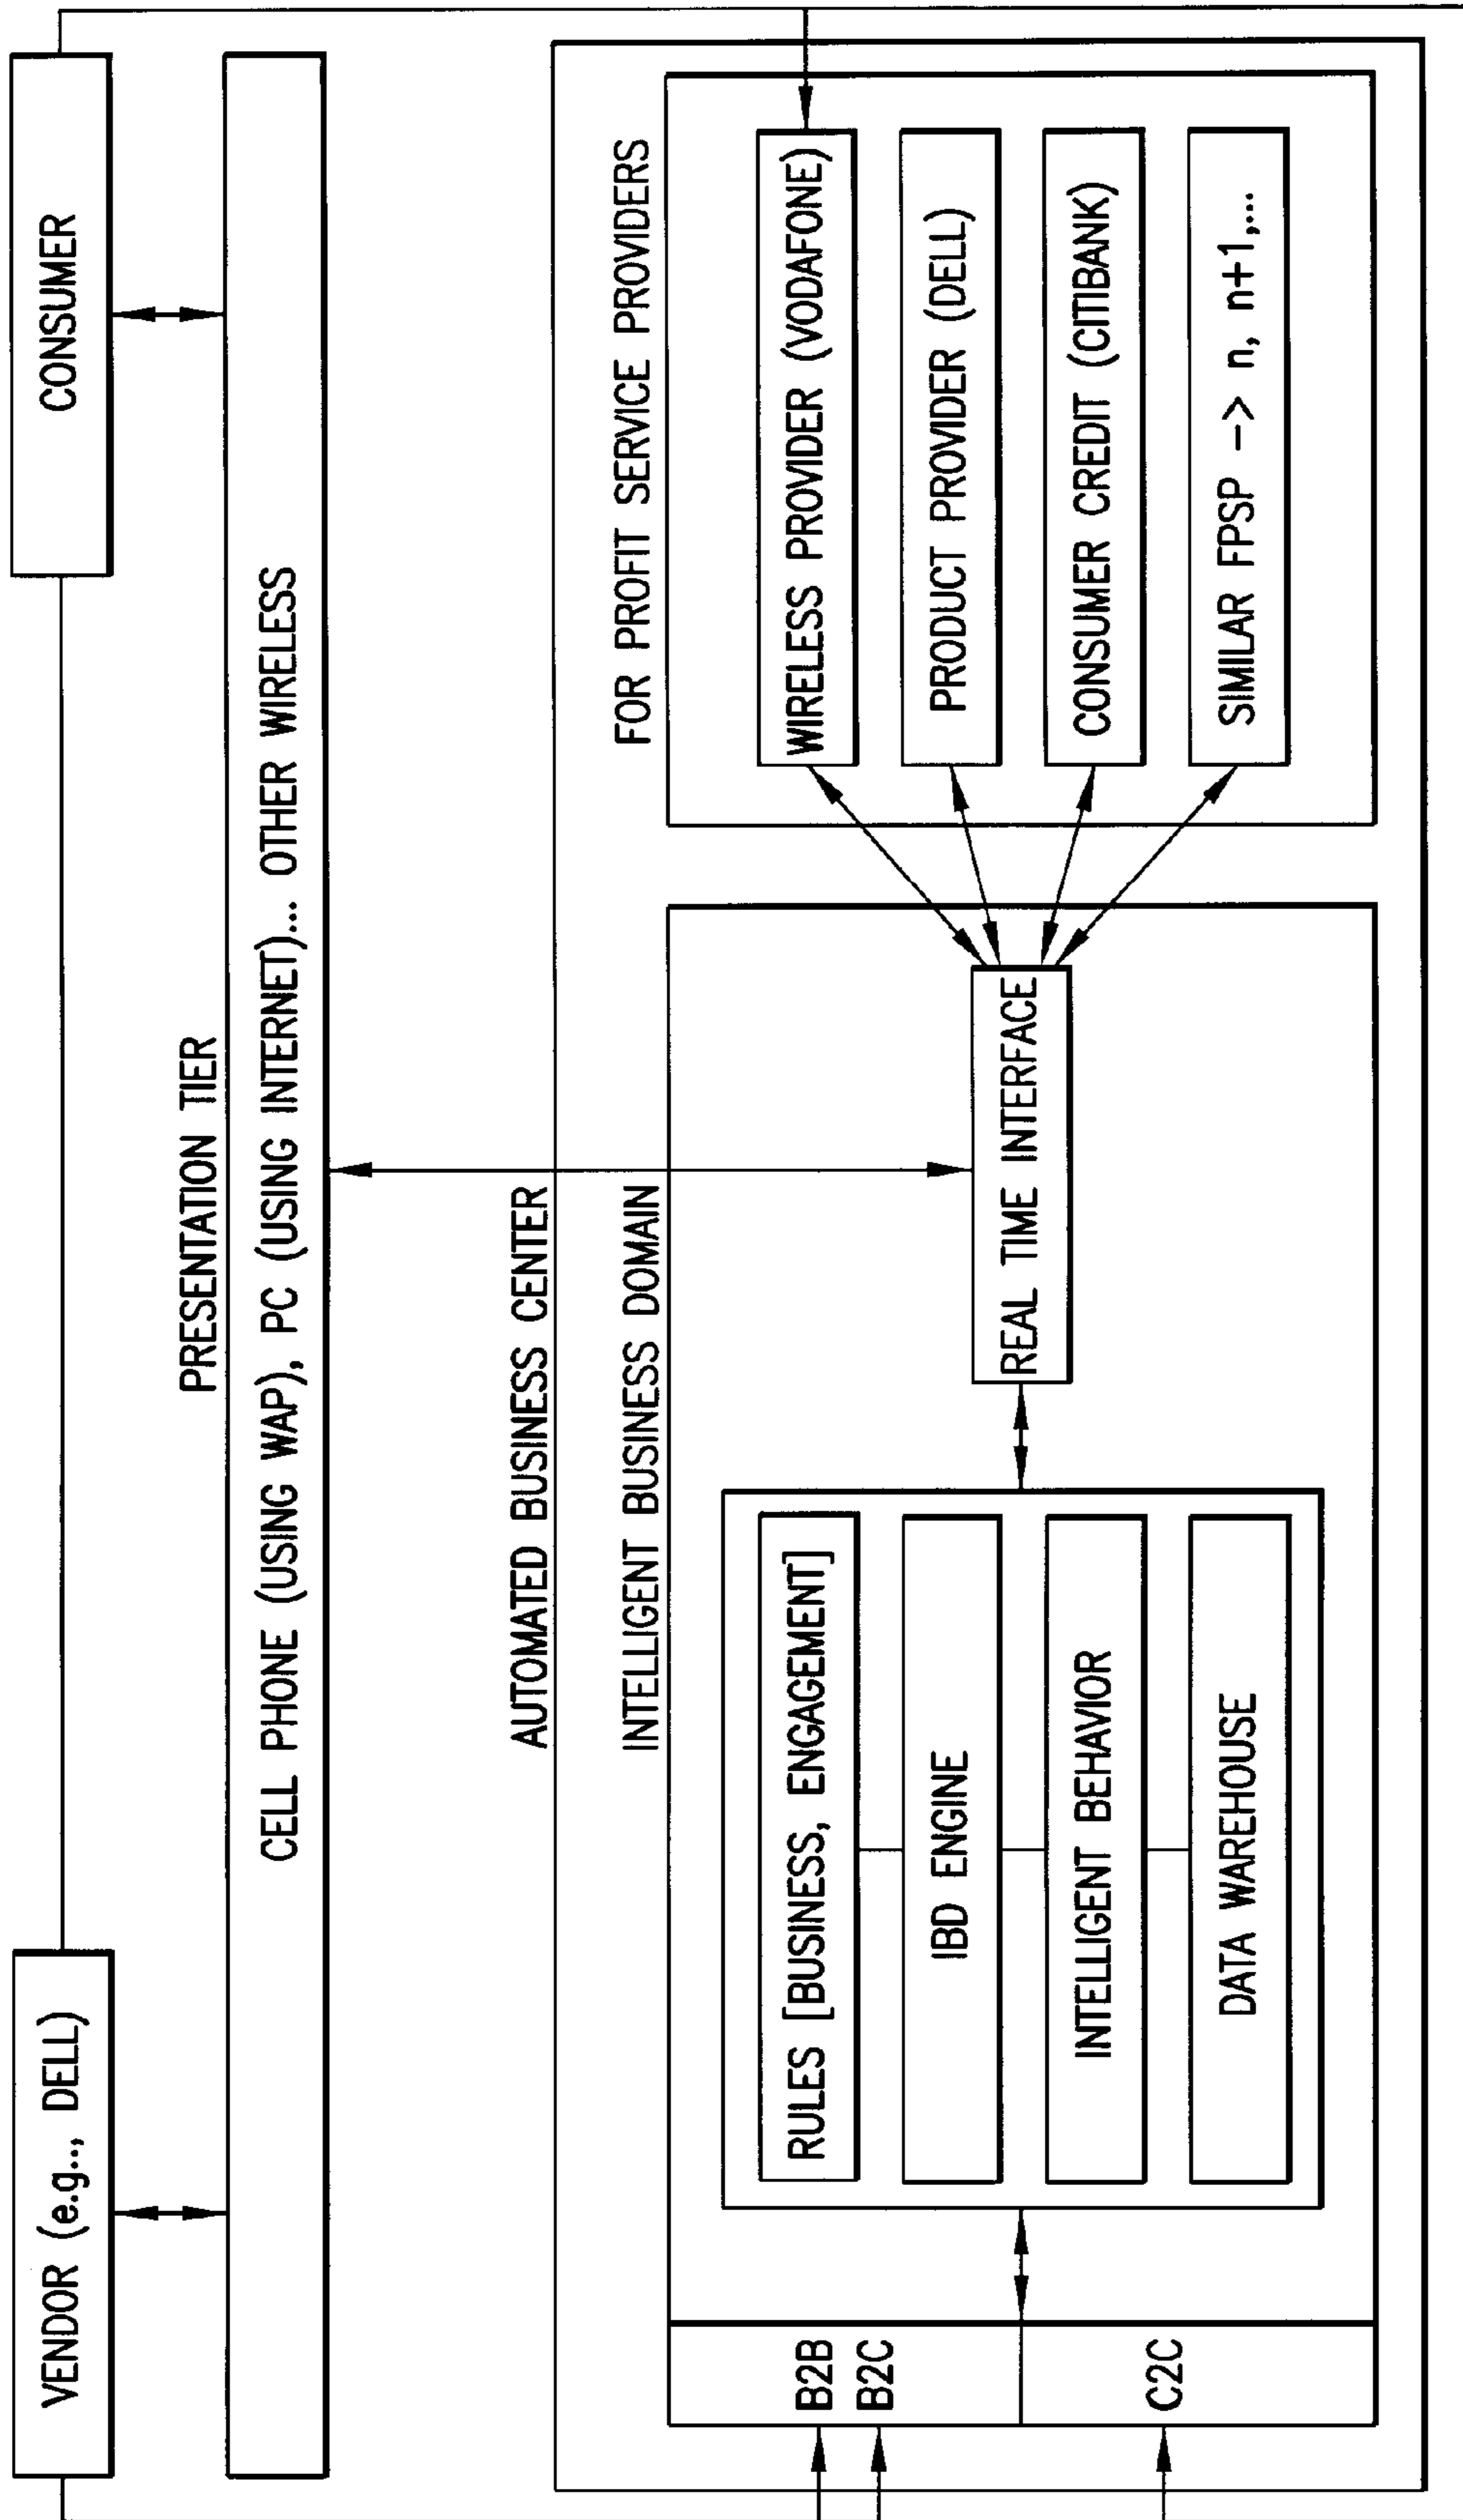 VENDOR (e.g., DELL)
CONSUMER
PRESENTATION TIER
CELL PHONE (USING WAP), PC (USING INTERNET)... OTHER WIRELESS
AUTOMATED BUSINESS CENTER
INTELLIGENT BUSINESS DOMAIN
FOR PROFIT SERVICE PROVIDERS
B2B
B2C
C2C
RULES [BUSINESS, ENGAGEMENT]
IBD ENGINE
INTELLIGENT BEHAVIOR
DATA WAREHOUSE
REAL TIME INTERFACE
WIRELESS PROVIDER (VODAFONE)
PRODUCT PROVIDER (DELL)
CONSUMER CREDIT (CITIBANK)
SIMILAR FPSP -> n, n+1,...